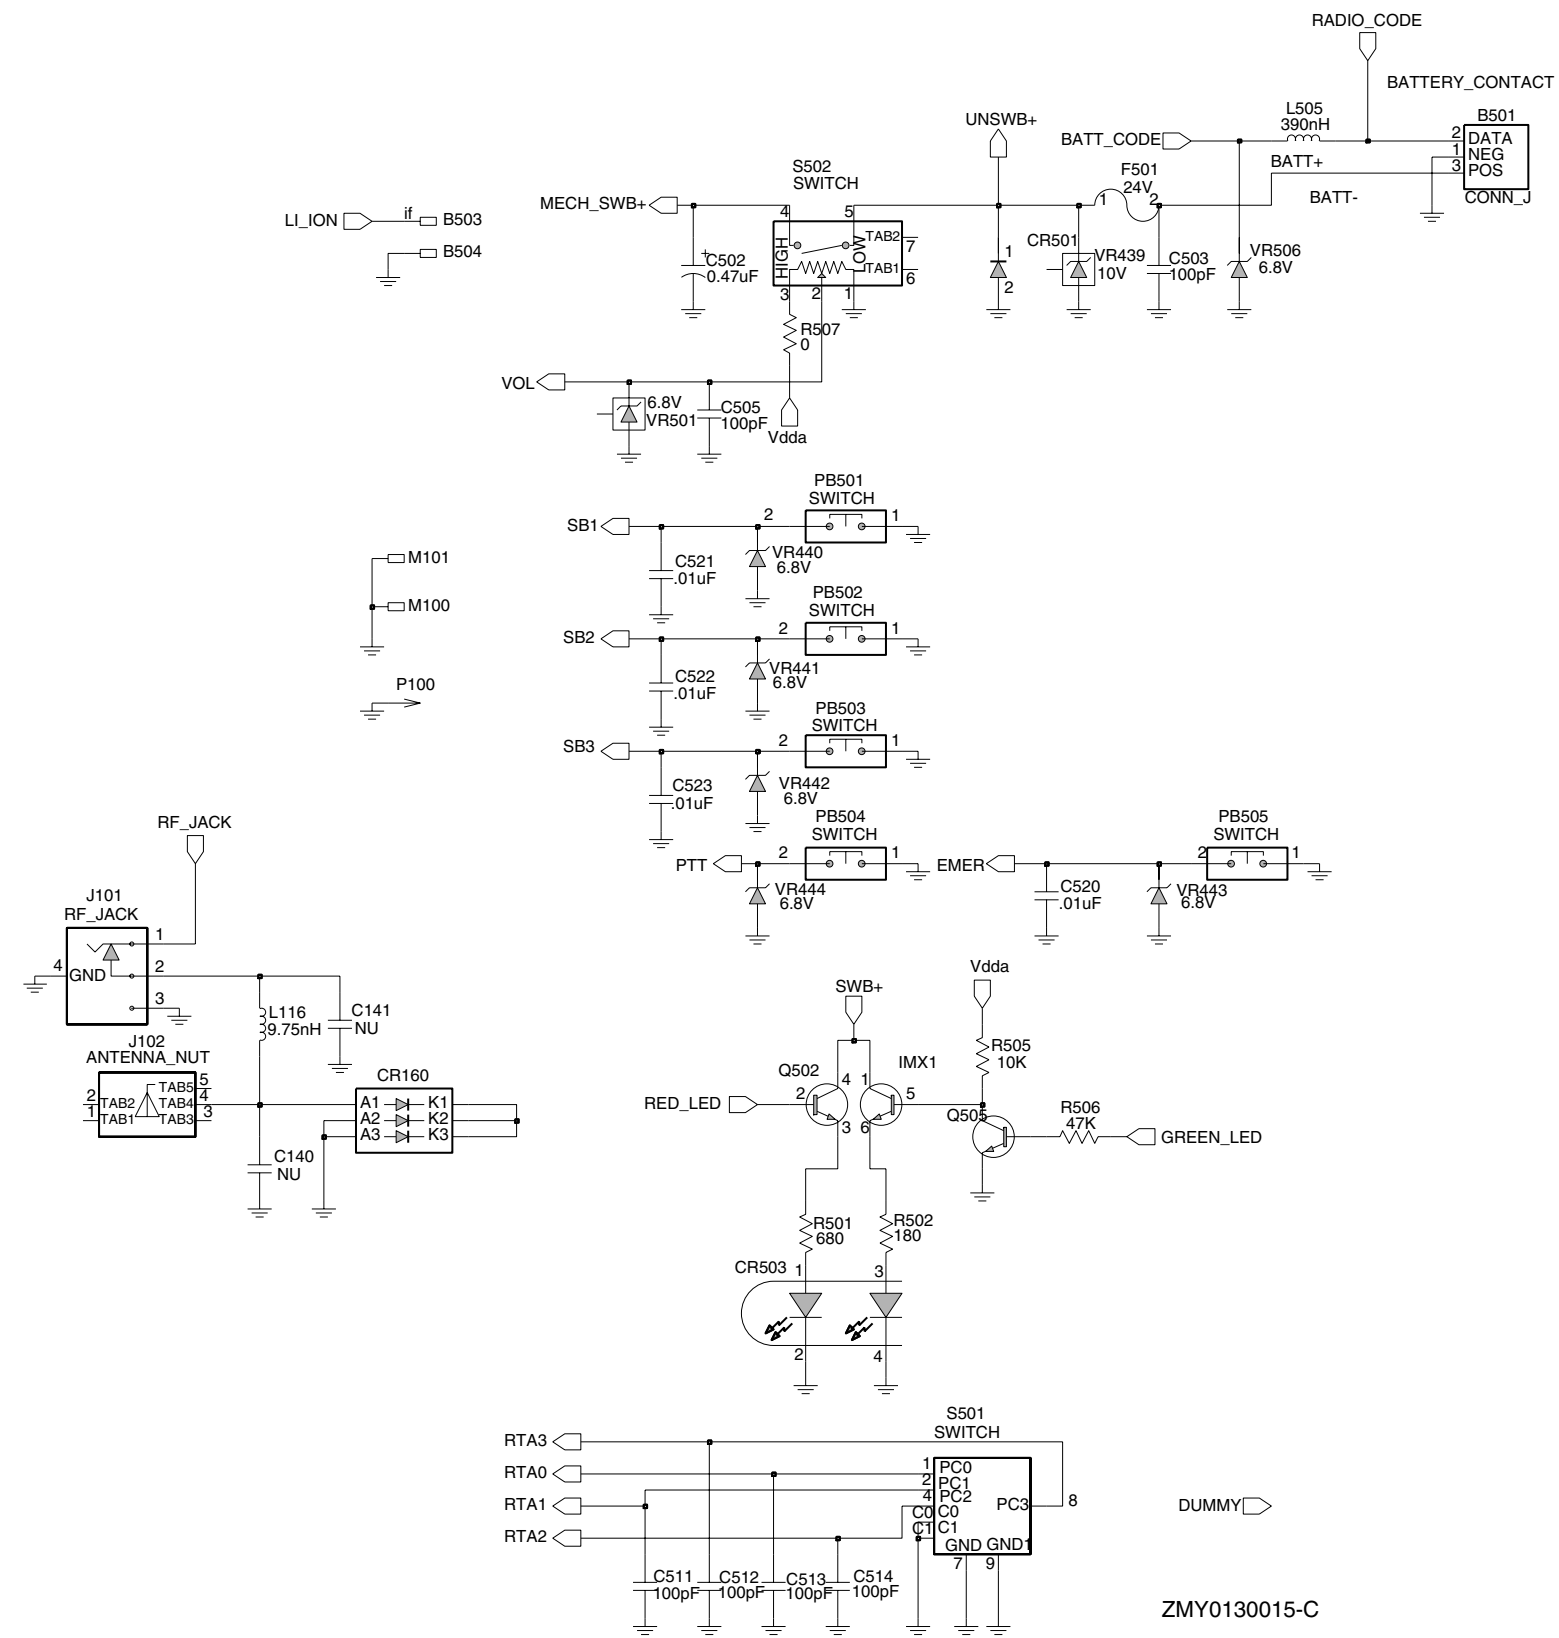 RADIO_CODE
BATTERY_CONTACT
L505
390nH
B501
BATT_CODE
2 DATA
1 NEG
3 POS
CONN_J
BATT+
BATT-
UNSWB+
F501
24V
1 2
S502
SWITCH
MECH_SWB+
4 5
HIGH
LOW
TAB2
7
TAB1
6
3 2 1
+
C502
0.47uF
1
2
CR501
VR439
10V
C503
100pF
VR506
6.8V
LI_ION
if
B503
B504
R507
0
VOL
6.8V
VR501
C505
100pF
Vdda
PB501
SWITCH
SB1
2 1
C521
.01uF
VR440
6.8V
PB502
SWITCH
SB2
2 1
C522
.01uF
VR441
6.8V
M101
M100
P100
PB503
SWITCH
SB3
2 1
C523
.01uF
VR442
6.8V
PB504
SWITCH
PTT
2 1
VR444
6.8V
PB505
SWITCH
EMER
2 1
C520
.01uF
VR443
6.8V
RF_JACK
J101
RF_JACK
1
4 GND 2
3
L116
9.75nH
C141
NU
J102
ANTENNA_NUT
TAB5 5
2 TAB2 TAB4 4
1 TAB1 TAB3 3
CR160
A1 K1
A2 K2
A3 K3
C140
NU
SWB+
Vdda
R505
10K
Q502
IMX1
4 1
RED_LED
2 5
3 6
Q505
R506
47K
GREEN_LED
R501
680
R502
180
CR503
1 3
2 4
S501
SWITCH
RTA3
RTA0
RTA1
RTA2
1 PC0
2 PC1
4 PC2
C0 C0
C1 C1
PC3 8
GND GND1
7 9
C511
100pF
C512
100pF
C513
100pF
C514
100pF
DUMMY
ZMY0130015-C